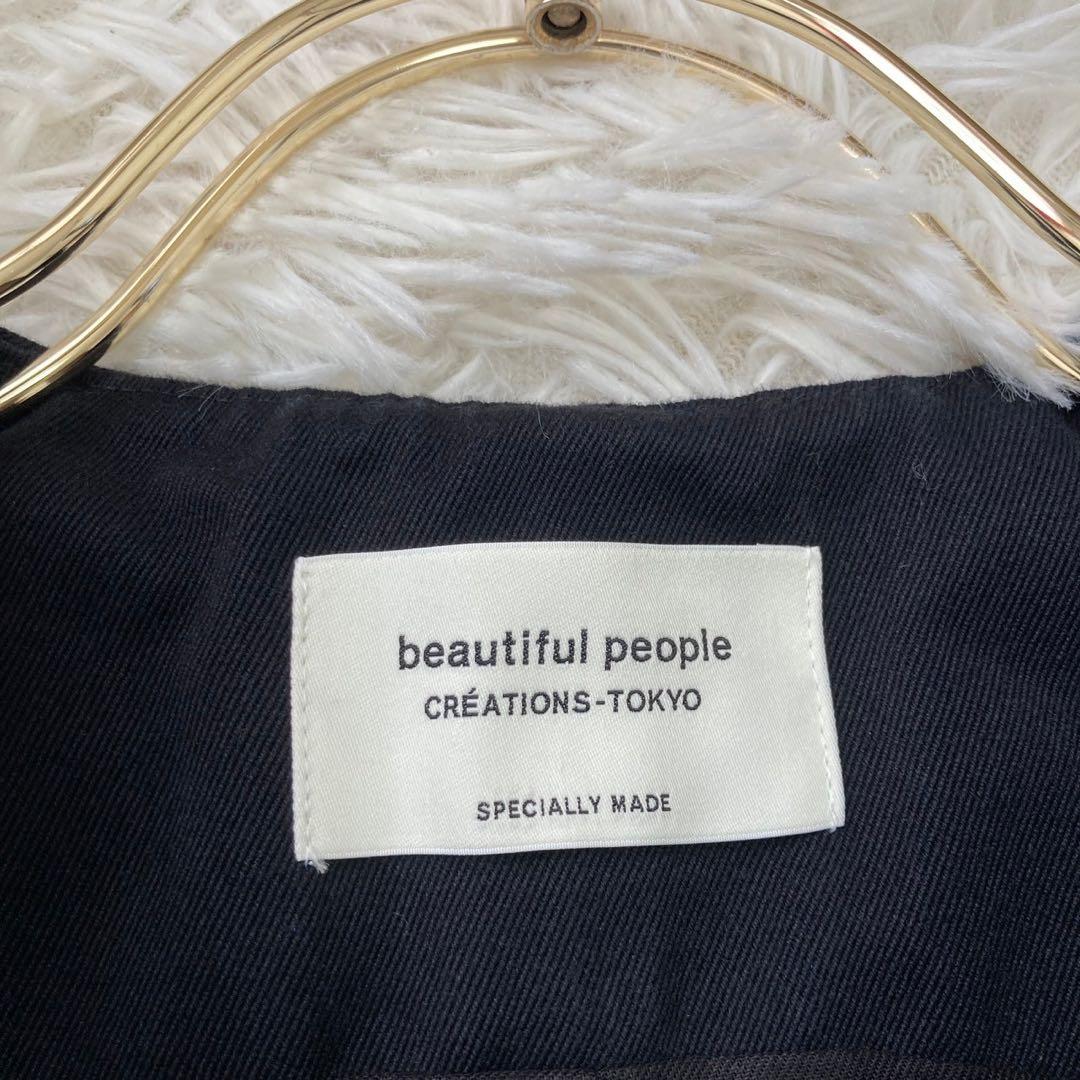 beautiful people
CRÉATIONS-TOKYO
SPECIALLY MADE